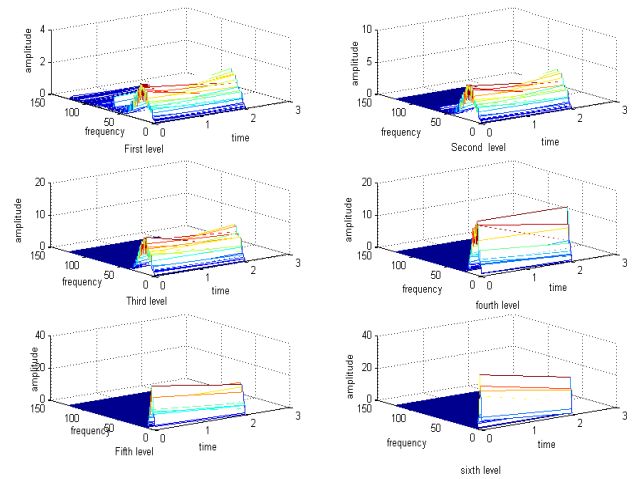 4
2
0
amplitude
150
100
50
0
frequency
0
1
2
3
time
First level
10
5
0
amplitude
150
100
50
0
frequency
0
1
2
3
time
Second level
20
10
0
amplitude
150
100
50
0
frequency
0
1
2
3
time
Third level
20
10
0
amplitude
150
100
50
0
frequency
0
1
2
3
time
fourth level
40
20
0
amplitude
150
100
50
0
frequency
0
1
2
3
time
Fifth level
40
20
0
amplitude
150
100
50
0
frequency
0
1
2
3
time
sixth level